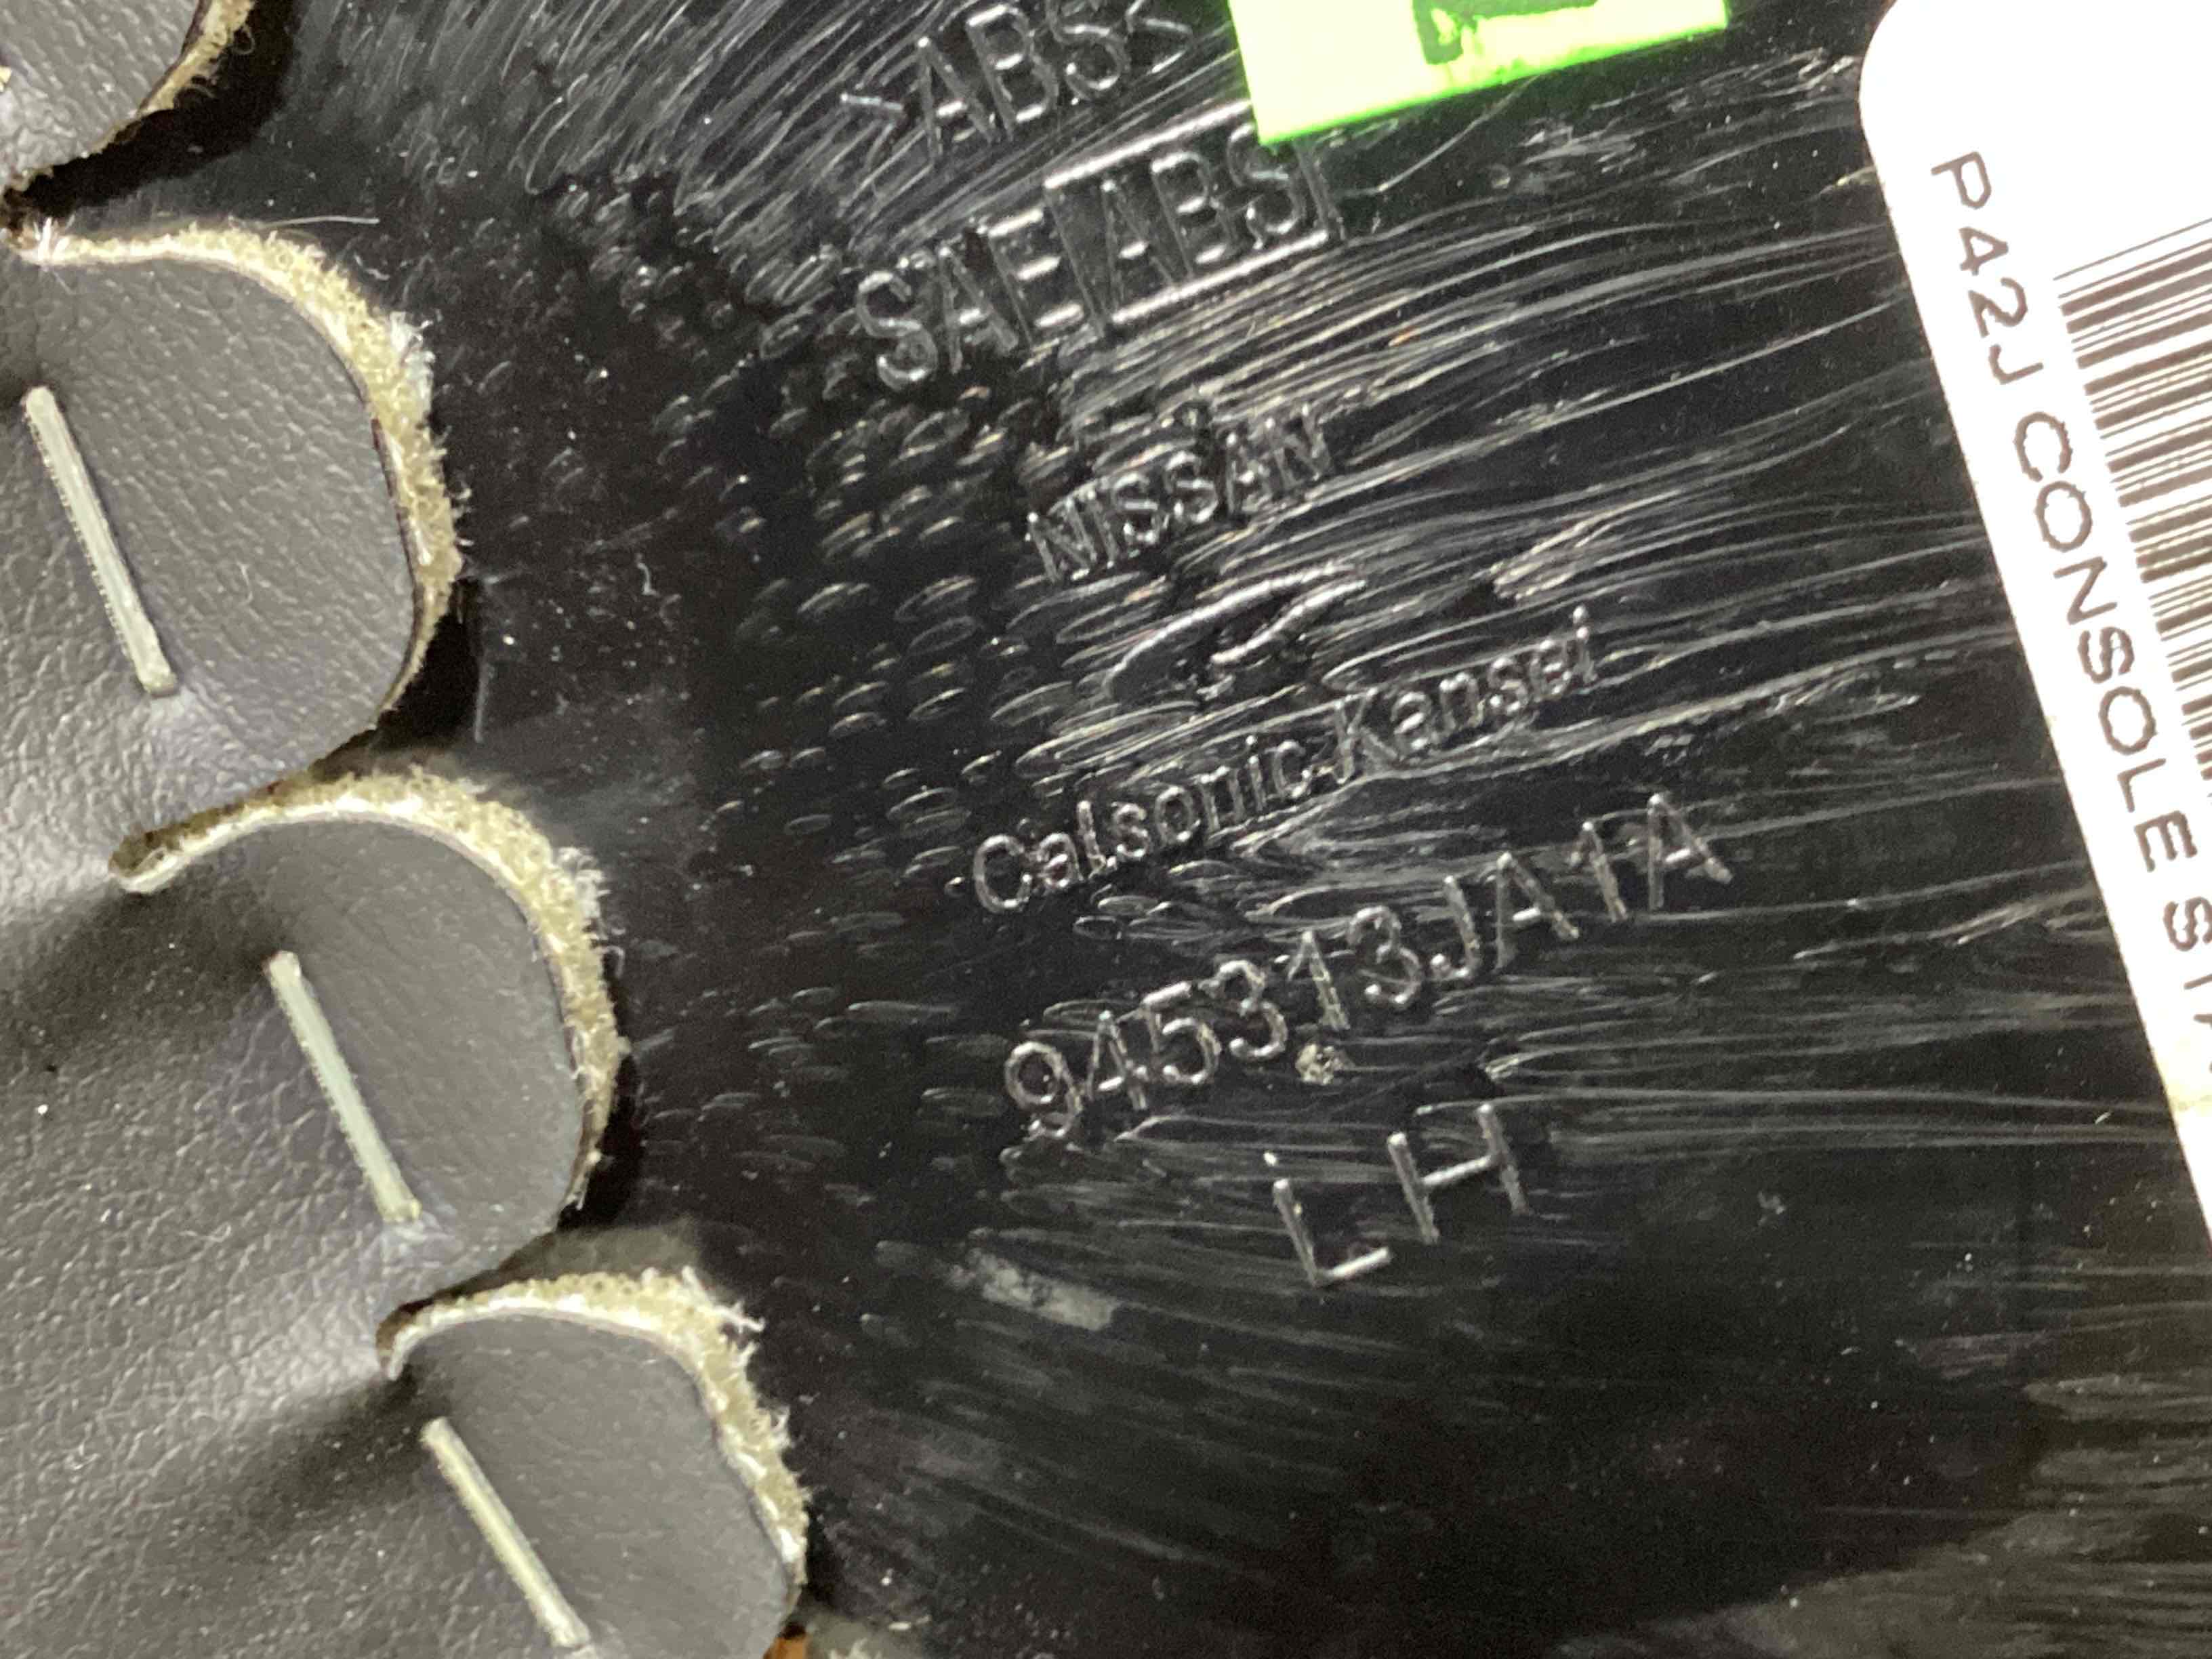 >ABS<
SAE ABS
NISSAN
Calsonic Kansei
945313JA1A
LH
P42J CONSOLE